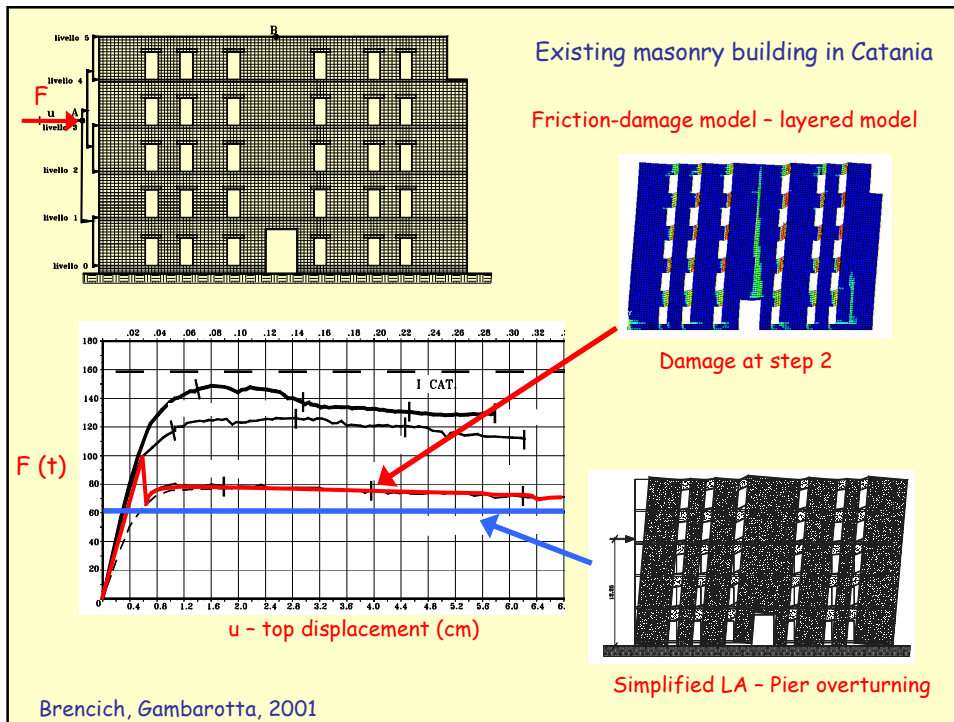 B
livello 5
Existing masonry building in Catania
livello 4
F
u
A
livello 3
Friction-damage model – layered model
livello 2
livello 1
livello 0
Damage at step 2
.02 .04 .06 .08 .10 .12 .14 .16 .18 .20 .22 .24 .26 .28 .30 .32
180
160
I CAT.
140
120
F (t)
100
80
60
40
20
0
0.4 0.8 1.2 1.6 2.0 2.4 2.8 3.2 3.6 4.0 4.4 4.8 5.2 5.6 6.0 6.4
u – top displacement (cm)
Simplified LA – Pier overturning
Brencich, Gambarotta, 2001